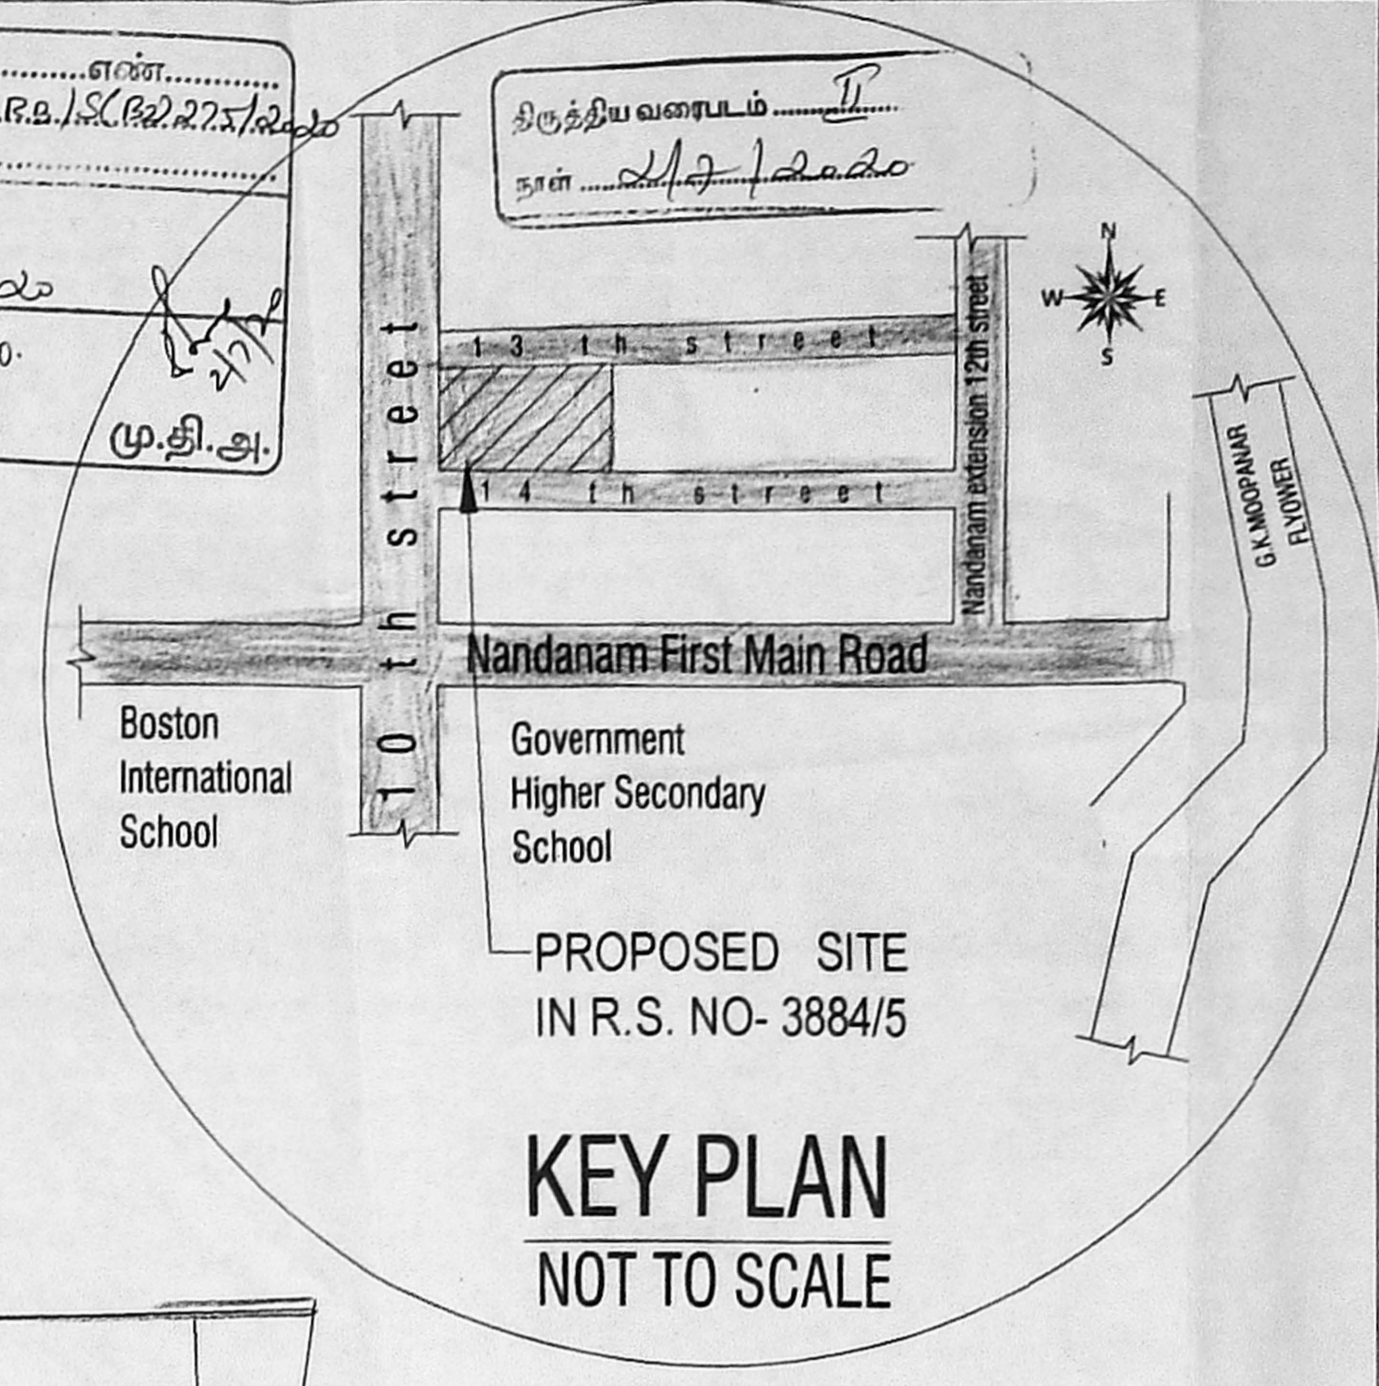 எண்
திருத்திய வரைபடம் II
நாள் 2020
மு.தி.அ.
N
W E
S
13 th street
14 th street
10 th street
Nandanam extension 12th street
G.K.MOOPANAR
FLYOWER
Nandanam First Main Road
Boston
International
School
Government
Higher Secondary
School
PROPOSED SITE
IN R.S. NO- 3884/5
KEY PLAN
NOT TO SCALE